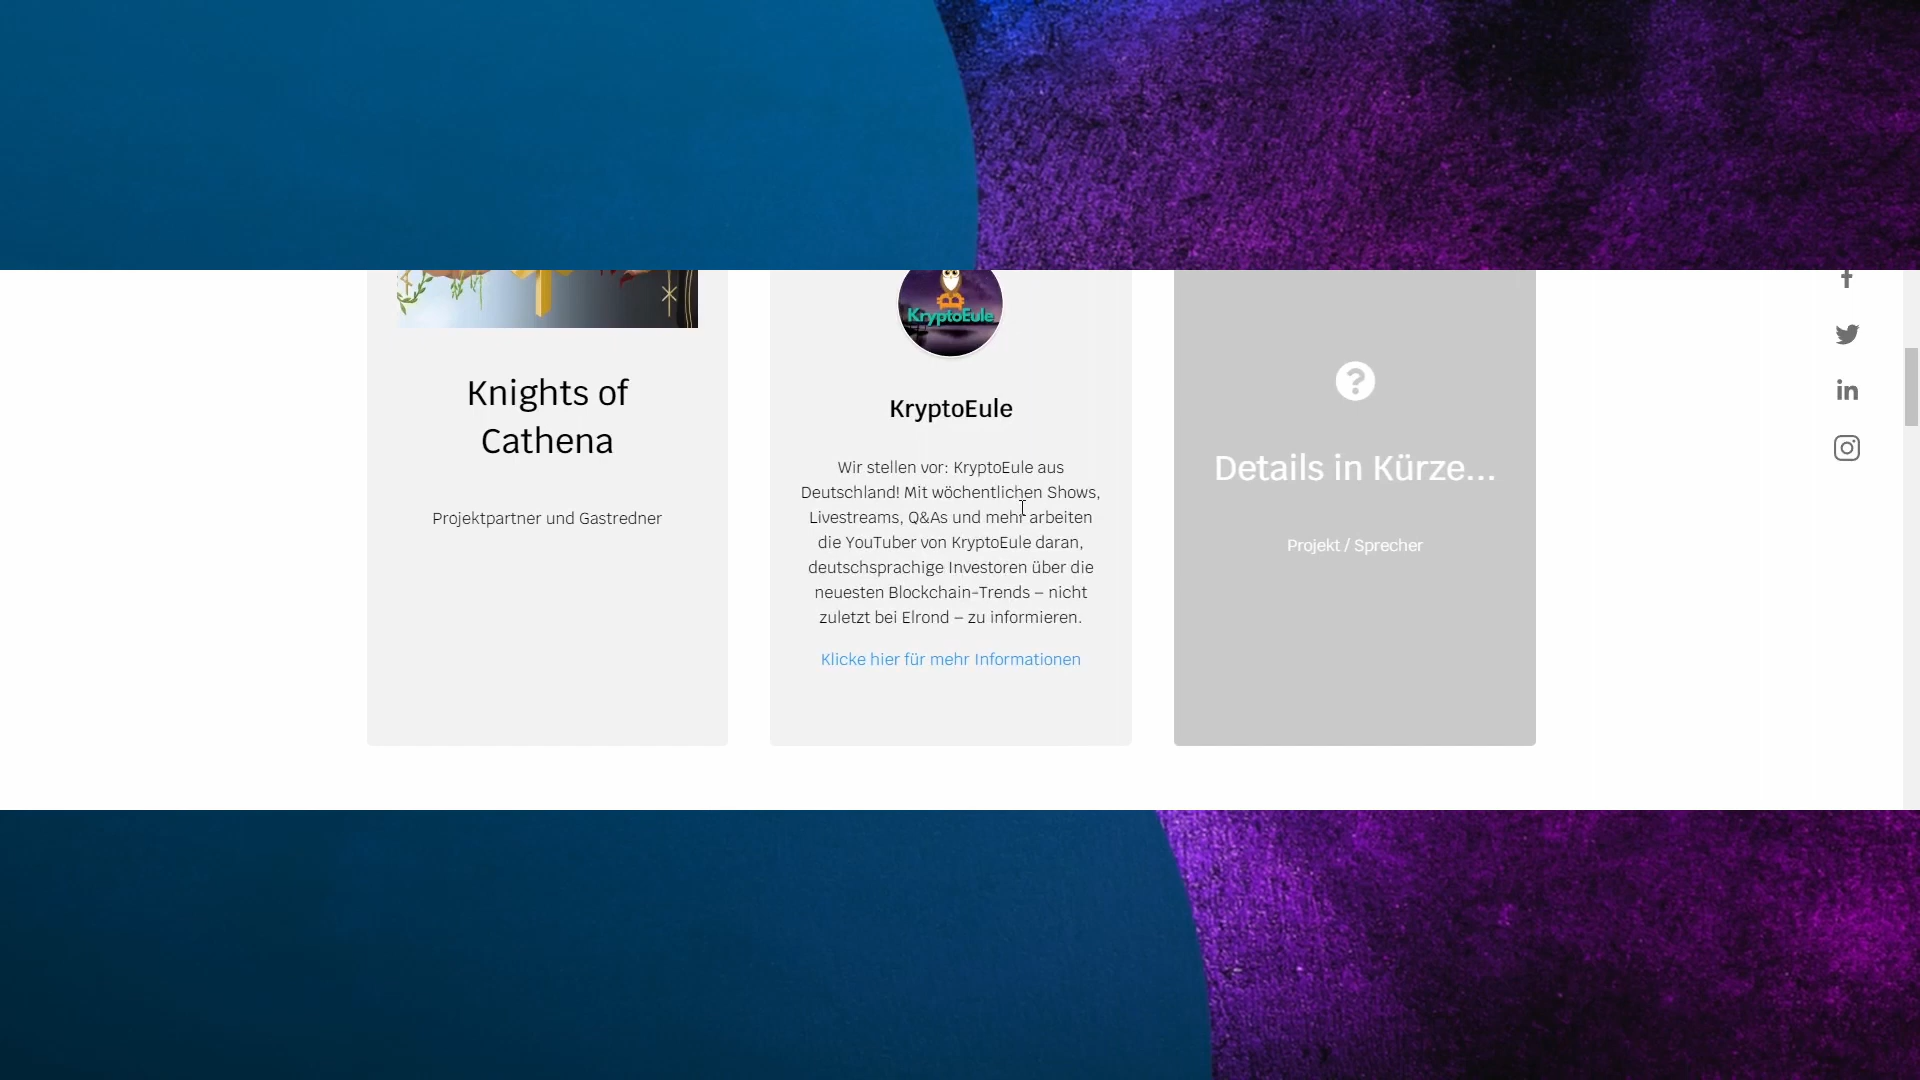 Knights of
Cathena
Projektpartner und Gastredner
KryptoEule
KryptoEule
Wir stellen vor: KryptoEule aus
Deutschland! Mit wöchentlichen Shows,
Livestreams, Q&As und mehr arbeiten
die YouTuber von KryptoEule daran,
deutschsprachige Investoren über die
neuesten Blockchain-Trends – nicht
zuletzt bei Elrond – zu informieren.
Klicke hier für mehr Informationen
Details in Kürze...
Projekt / Sprecher